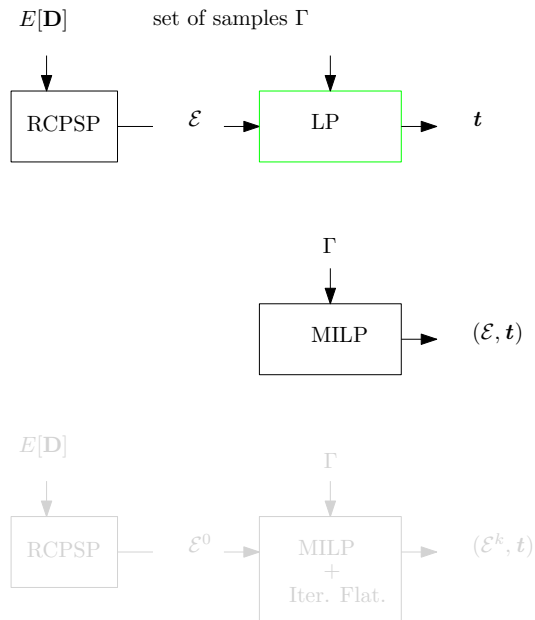 E[D] set of samples Γ
RCPSP ℰ LP t
Γ
MILP (ℰ, t)
E[D]
Γ
RCPSP ℰ⁰ MILP (ℰᵏ, t)
+
Iter. Flat.